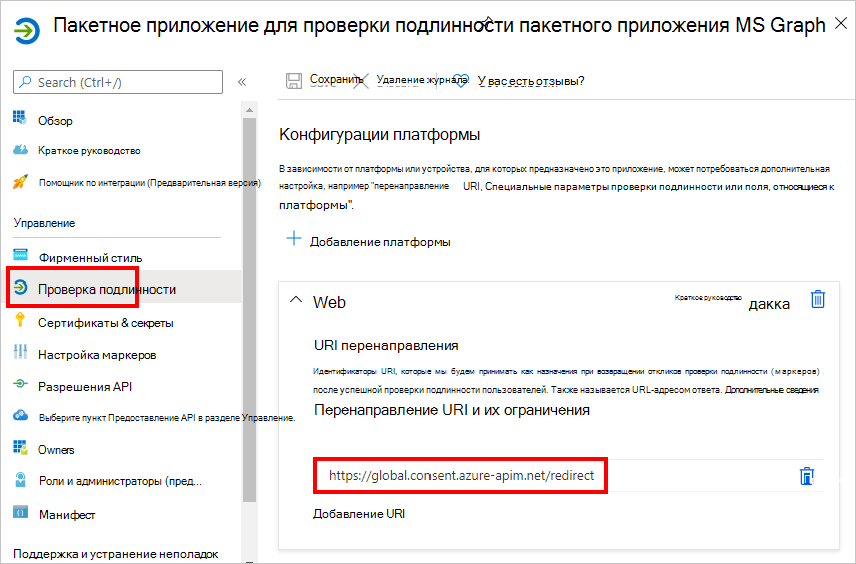 Пакетное приложение для проверки подлинности пакетного приложения MS Graph
Search (Ctrl+/)
Сохранить
Удаление журнала
У вас есть отзывы?
Обзор
Краткое руководство
Помощник по интеграции (Предварительная версия)
Управление
Фирменный стиль
Проверка подлинности
Сертификаты & секреты
Настройка маркеров
Разрешения API
Выберите пункт Предоставление API в разделе Управление.
Owners
Роли и администраторы (пред...
Манифест
Поддержка и устранение неполадок
Конфигурации платформы
В зависимости от платформы или устройства, для которых предназначено это приложение, может потребоваться дополнительная
настройка, например "перенаправление URI, Специальные параметры проверки подлинности или поля, относящиеся к
платформы".
Добавление платформы
Web
Краткое руководство
дакка
URI перенаправления
Идентификаторы URI, которые мы будем принимать как назначения при возвращении откликов проверки подлинности (маркеров)
после успешной проверки подлинности пользователей. Также называется URL-адресом ответа. Дополнительные сведения
Перенаправление URI и их ограничения
https://global.consent.azure-apim.net/redirect
Добавление URI